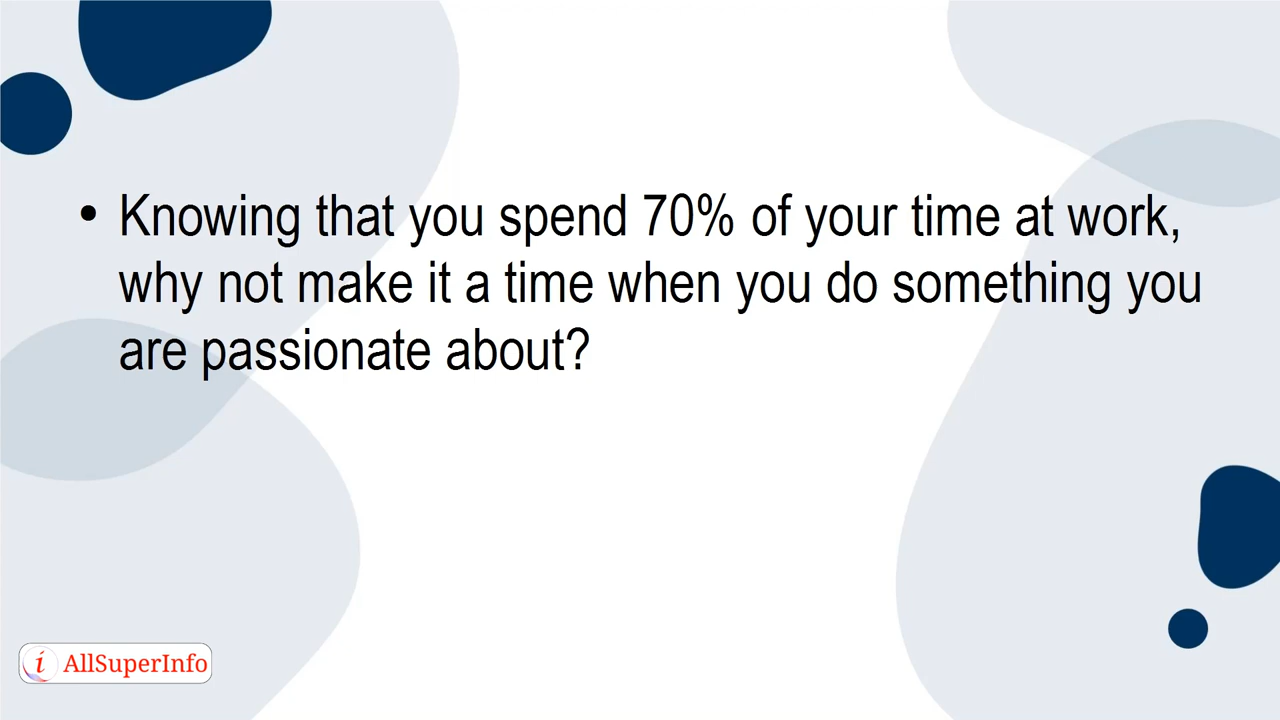 • Knowing that you spend 70% of your time at work,
why not make it a time when you do something you
are passionate about?
i AllSuperInfo